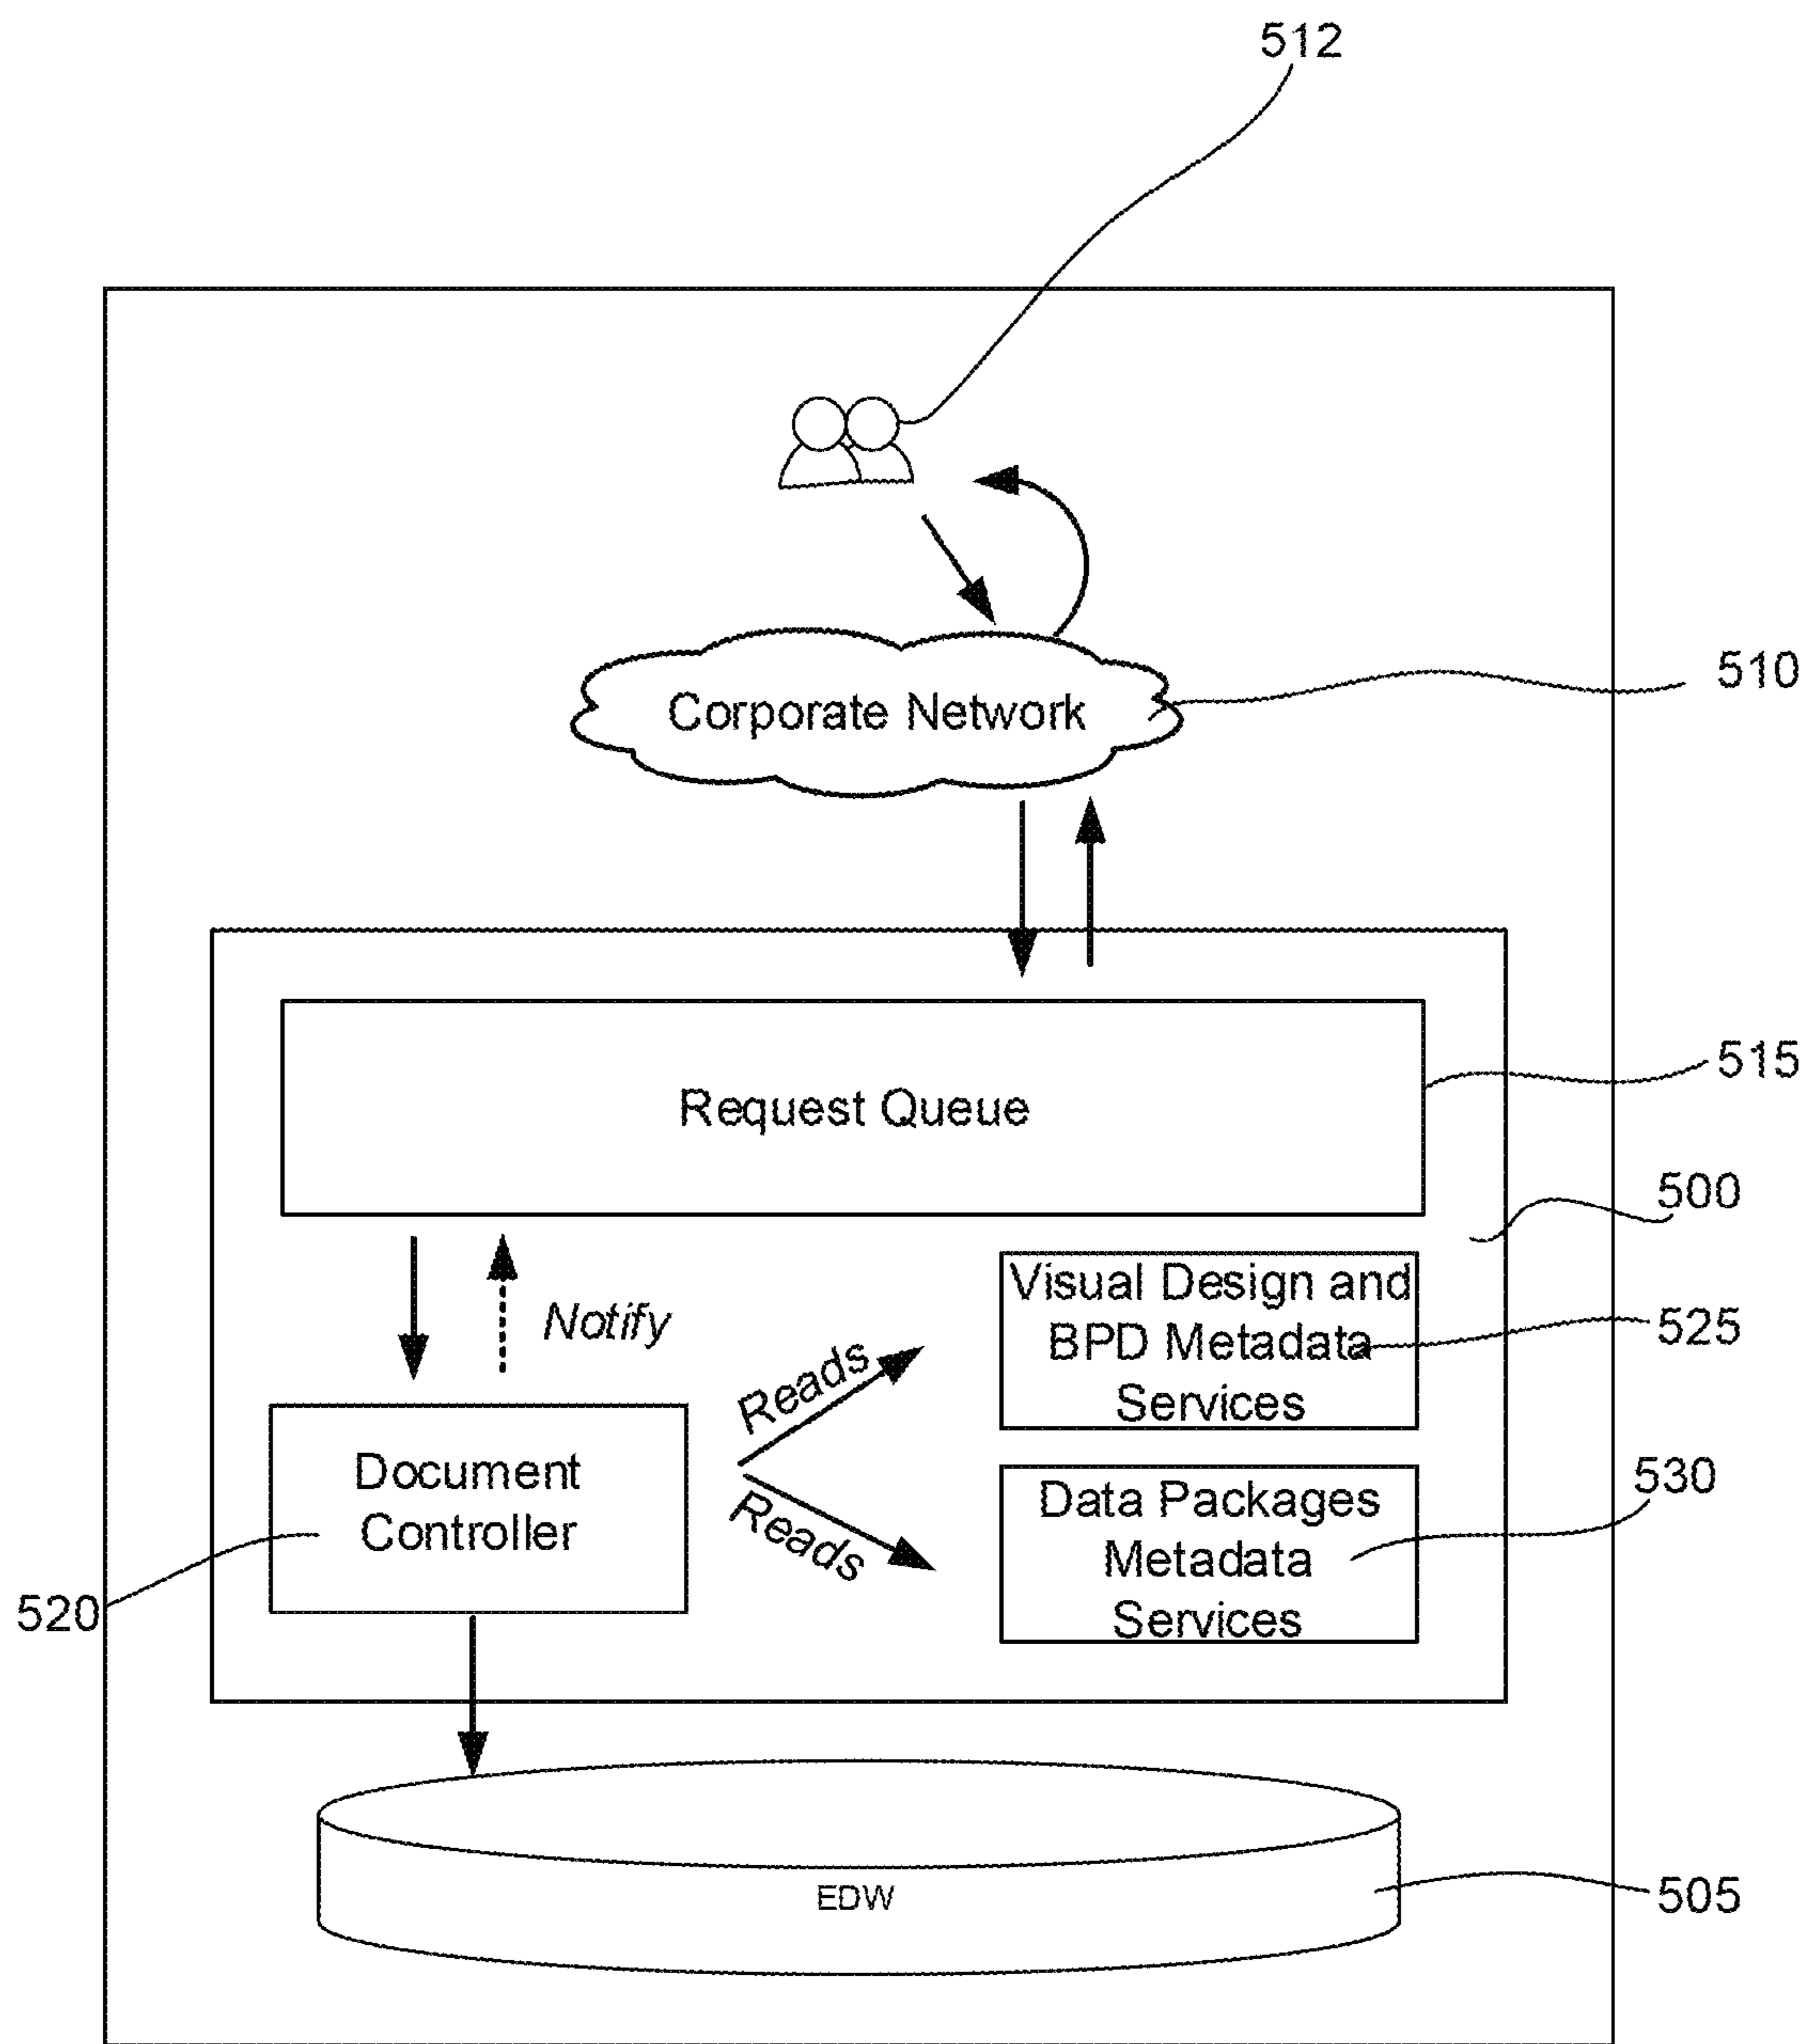 512
510
Corporate Network
515
Request Queue
500
Visual Design and
BPD Metadata
Services
525
Notify
Reads
Reads
Document
Controller
520
Data Packages
Metadata
Services
530
EDW
505